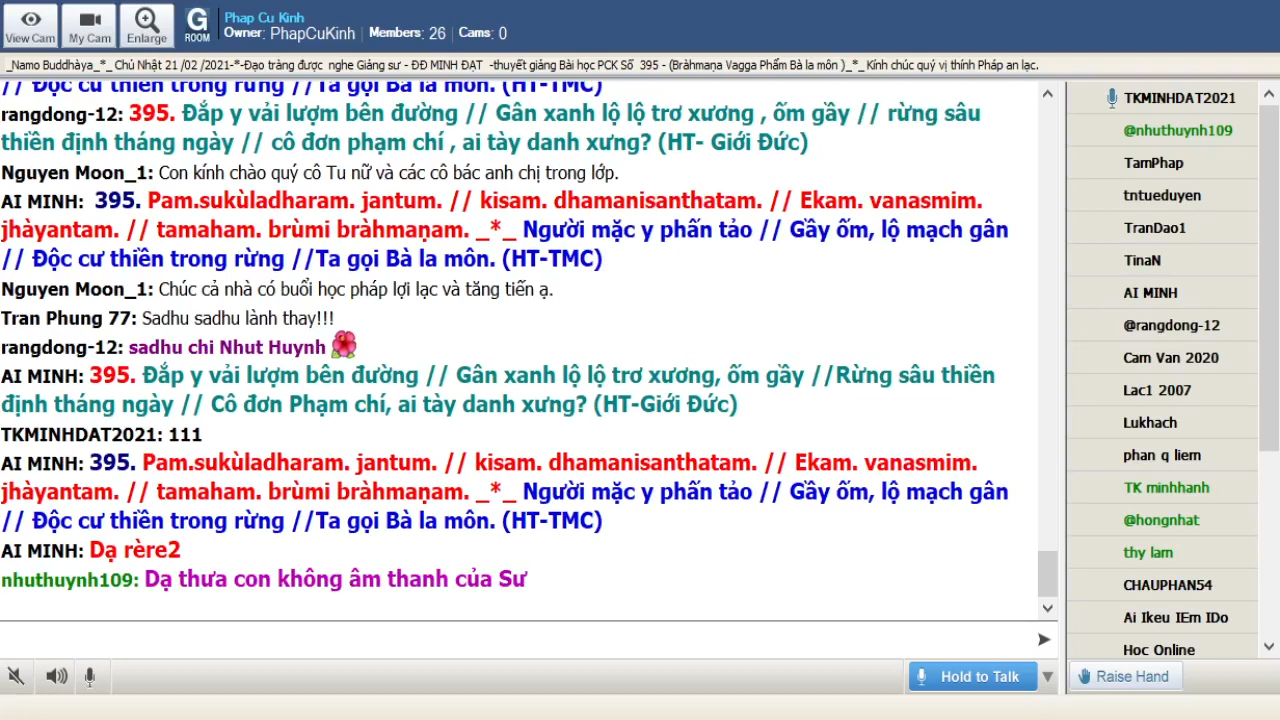 View Cam
My Cam
Enlarge
G
ROOM
Phap Cu Kinh
Owner: PhapCuKinh | Members: 26 | Cams: 0
_Namo Buddhàya_*_ Chủ Nhật 21 /02 /2021-*-Đạo tràng được nghe Giảng sư - ĐĐ MINH ĐẠT -thuyết giảng Bài học PCK Số 395 - (Bràhmaṇa Vagga Phẩm Bà la môn )_*_ Kính chúc quý vị thính Pháp an lạc.
// Độc cư thiền trong rừng //Ta gọi Bà la môn. (HT-TMC)
rangdong-12: 395. Đắp y vải lượm bên đường // Gân xanh lộ lộ trơ xương , ốm gầy // rừng sâu
thiền định tháng ngày // cô đơn phạm chí , ai tày danh xưng? (HT- Giới Đức)
Nguyen Moon_1: Con kính chào quý cô Tu nữ và các cô bác anh chị trong lớp.
AI MINH: 395. Pam.sukùladharam. jantum. // kisam. dhamanisanthatam. // Ekam. vanasmim.
jhàyantam. // tamaham. brùmi bràhmaṇam. _*_ Người mặc y phấn tảo // Gầy ốm, lộ mạch gân
// Độc cư thiền trong rừng //Ta gọi Bà la môn. (HT-TMC)
Nguyen Moon_1: Chúc cả nhà có buổi học pháp lợi lạc và tăng tiến ạ.
Tran Phung 77: Sadhu sadhu lành thay!!!
rangdong-12: sadhu chi Nhut Huynh
AI MINH: 395. Đắp y vải lượm bên đường // Gân xanh lộ lộ trơ xương, ốm gầy //Rừng sâu thiền
định tháng ngày // Cô đơn Phạm chí, ai tày danh xưng? (HT-Giới Đức)
TKMINHDAT2021: 111
AI MINH: 395. Pam.sukùladharam. jantum. // kisam. dhamanisanthatam. // Ekam. vanasmim.
jhàyantam. // tamaham. brùmi bràhmaṇam. _*_ Người mặc y phấn tảo // Gầy ốm, lộ mạch gân
// Độc cư thiền trong rừng //Ta gọi Bà la môn. (HT-TMC)
AI MINH: Dạ rère2
nhuthuynh109: Dạ thưa con không âm thanh của Sư
Hold to Talk
TKMINHDAT2021
@nhuthuynh109
TamPhap
tntueduyen
TranDao1
TinaN
AI MINH
@rangdong-12
Cam Van 2020
Lac1 2007
Lukhach
phan q liem
TK minhhanh
@hongnhat
thy lam
CHAUPHAN54
Ai Ikeu IEm IDo
Hoc Online
Raise Hand